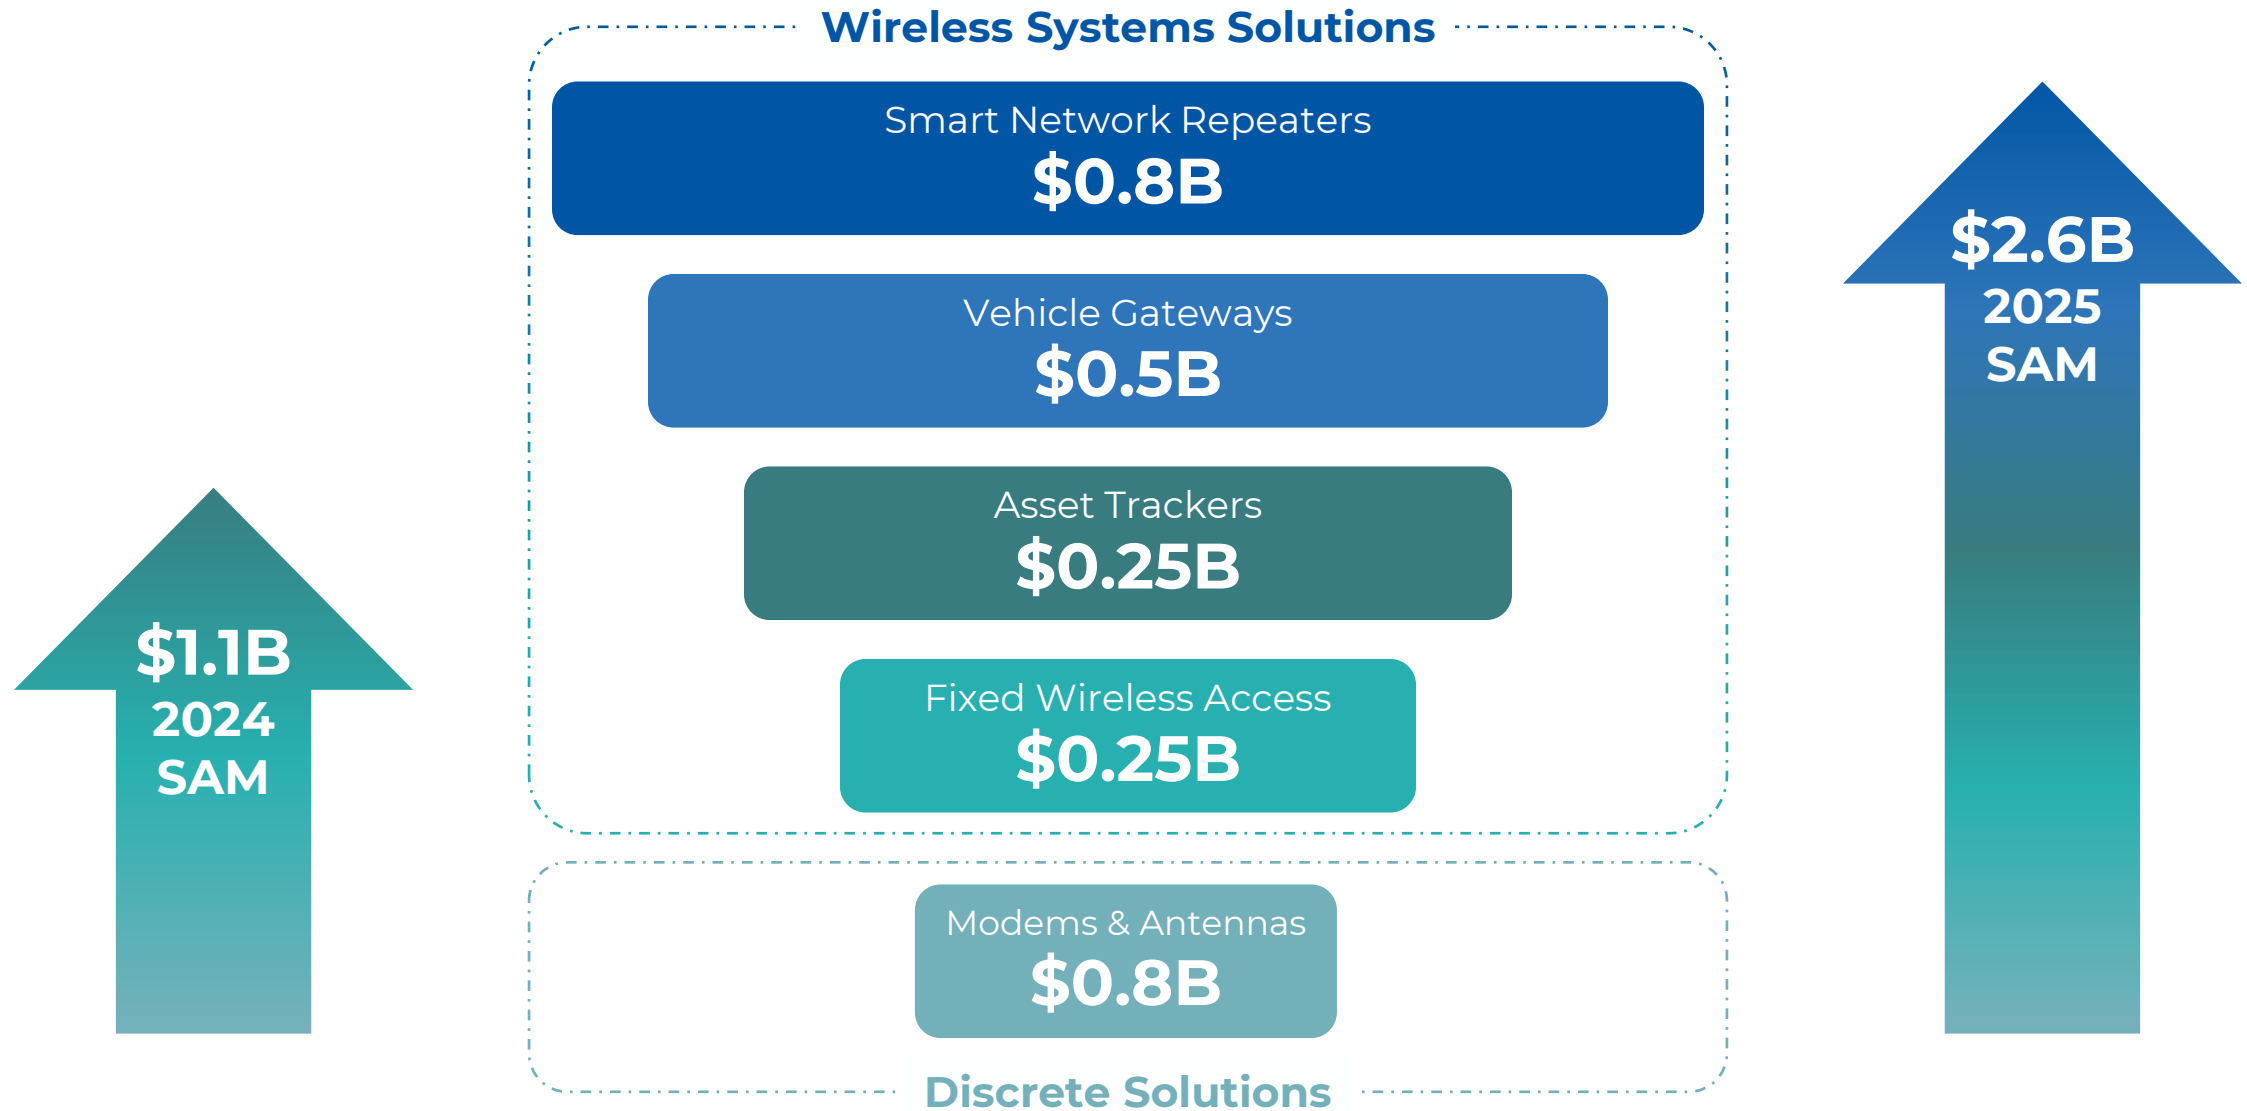 Wireless Systems Solutions
Smart Network Repeaters
$0.8B
Vehicle Gateways
$0.5B
Asset Trackers
$0.25B
Fixed Wireless Access
$0.25B
Modems & Antennas
$0.8B
Discrete Solutions
$1.1B
2024
SAM
$2.6B
2025
SAM